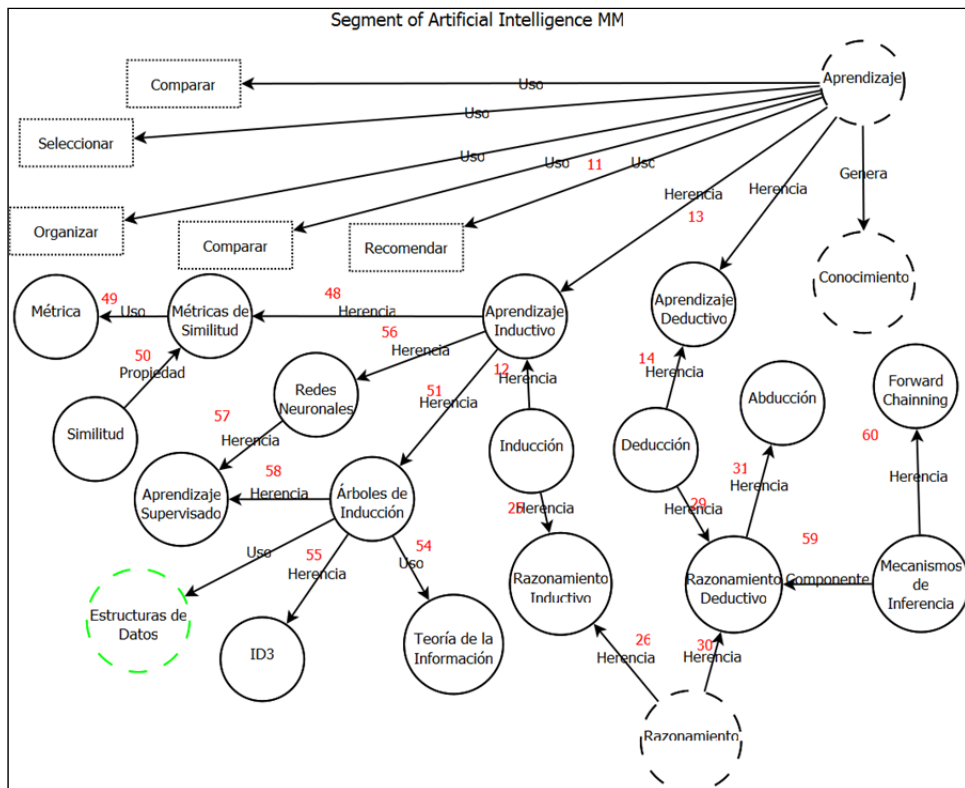 Segment of Artificial Intelligence MM
Aprendizaje
Comparar
Uso
Seleccionar
Uso
Uso
Uso
11
Usc
Herencia
Herencia
Genera
13
Organizar
Comparar
Recomendar
Conocimiento
49
Métrica
Uso
Métricas de
Similitud
48
Herencia
Aprendizaje
Inductivo
Aprendizaje
Deductivo
56
Herencia
50
Propiedad
12
Herencia
14
Herencia
51
Herencia
Redes
Neuronales
Abducción
Forward
Chainning
57
Herencia
Similitud
Inducción
Deducción
60
58
Herencia
Aprendizaje
Supervisado
Árboles de
Inducción
31
Herencia
Herencia
Herencia
29
Herencia
Uso
55
Herencia
54
Uso
59
Componente
Razonamiento
Inductivo
Razonamiento
Deductivo
Mecanismos
de
Inferencia
Estructuras de
Datos
ID3
Teoría de la
Información
26
Herencia
30
Herencia
Razonamiento